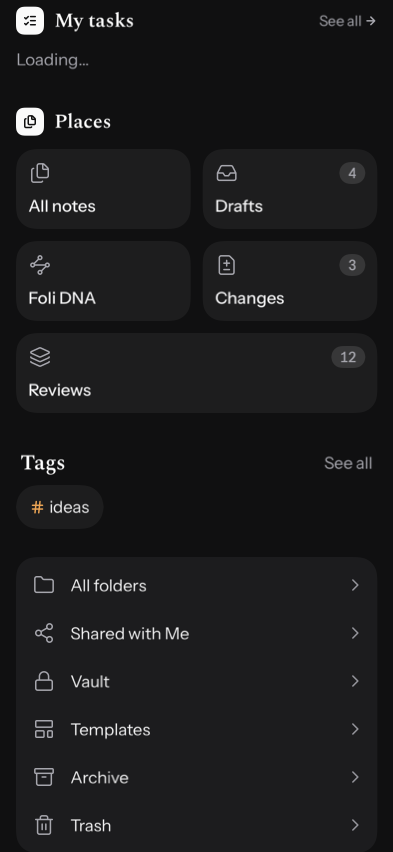 My tasks
See all →
Loading...
Places
All notes
Drafts
4
Foli DNA
Changes
3
Reviews
12
Tags
See all
# ideas
All folders
Shared with Me
Vault
Templates
Archive
Trash